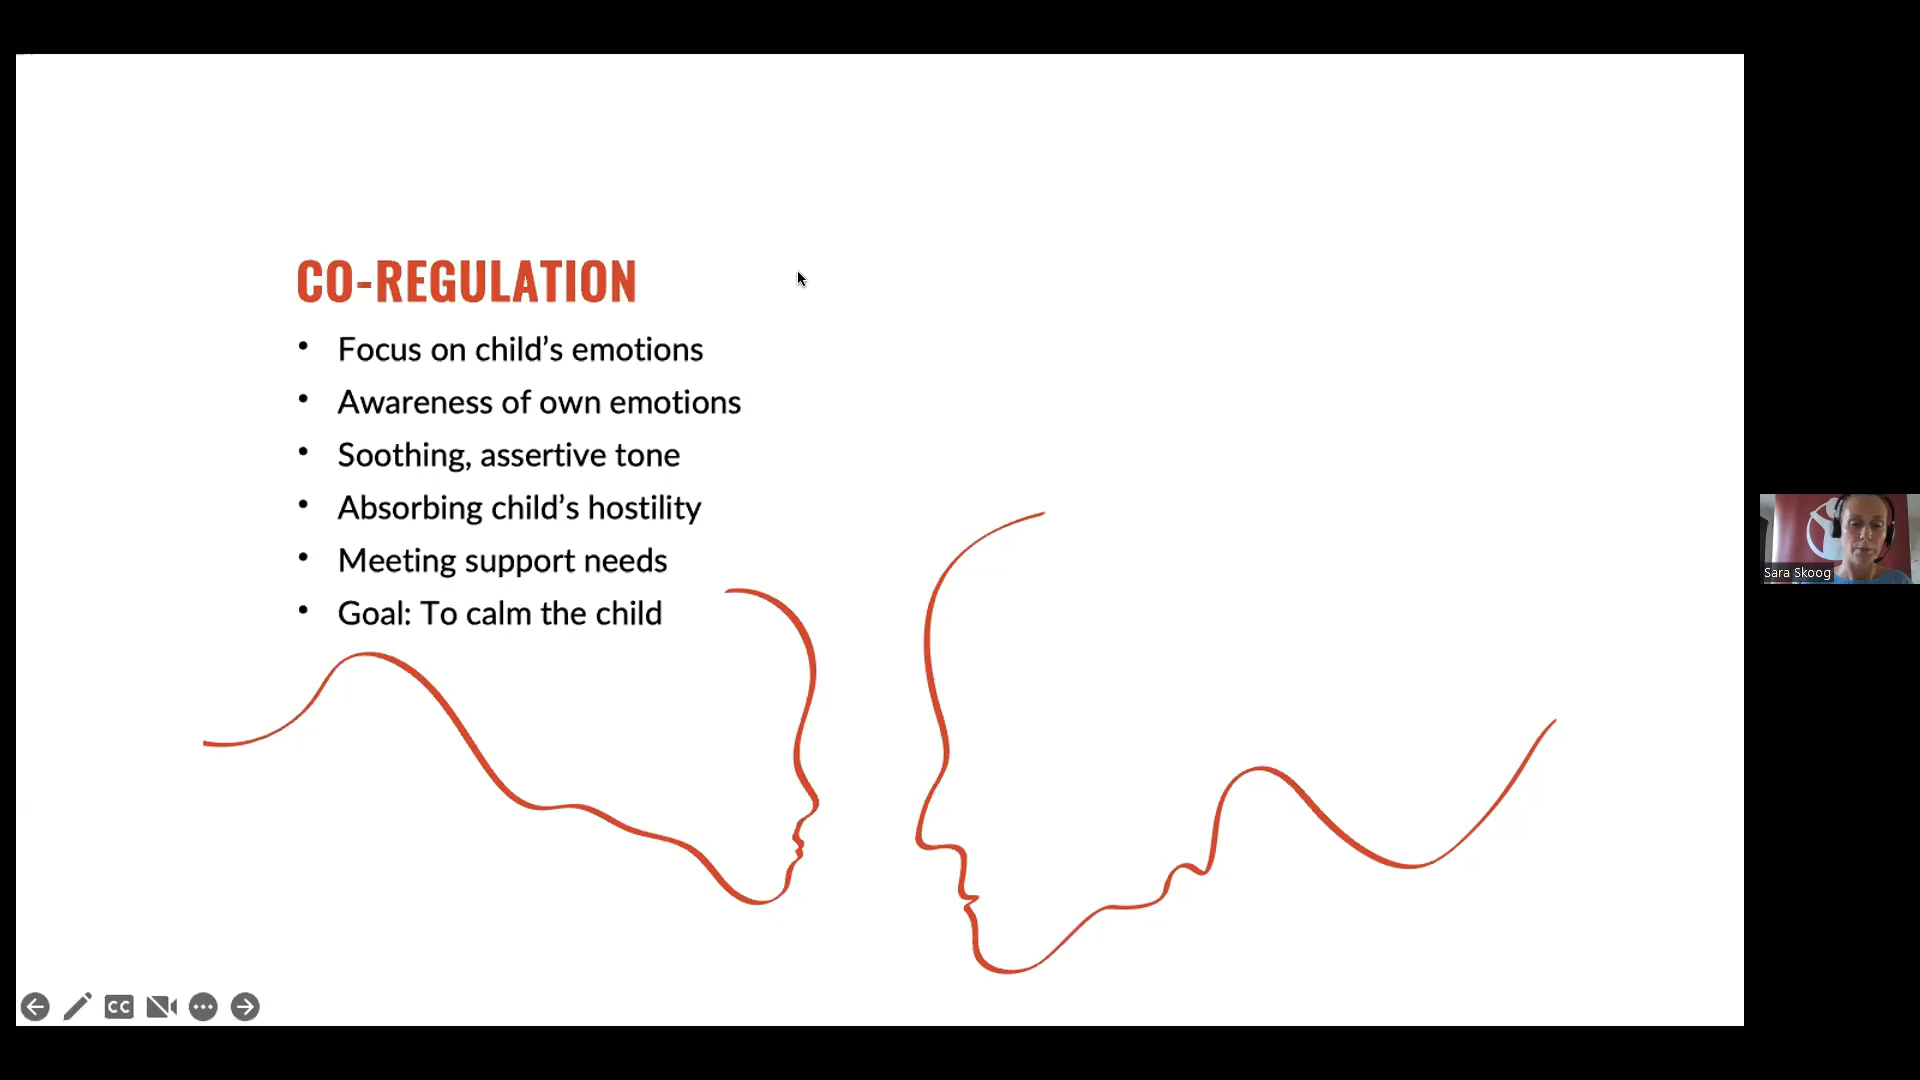 CO-REGULATION
• Focus on child’s emotions
• Awareness of own emotions
• Soothing, assertive tone
• Absorbing child’s hostility
• Meeting support needs
• Goal: To calm the child
Sara Skoog
CC